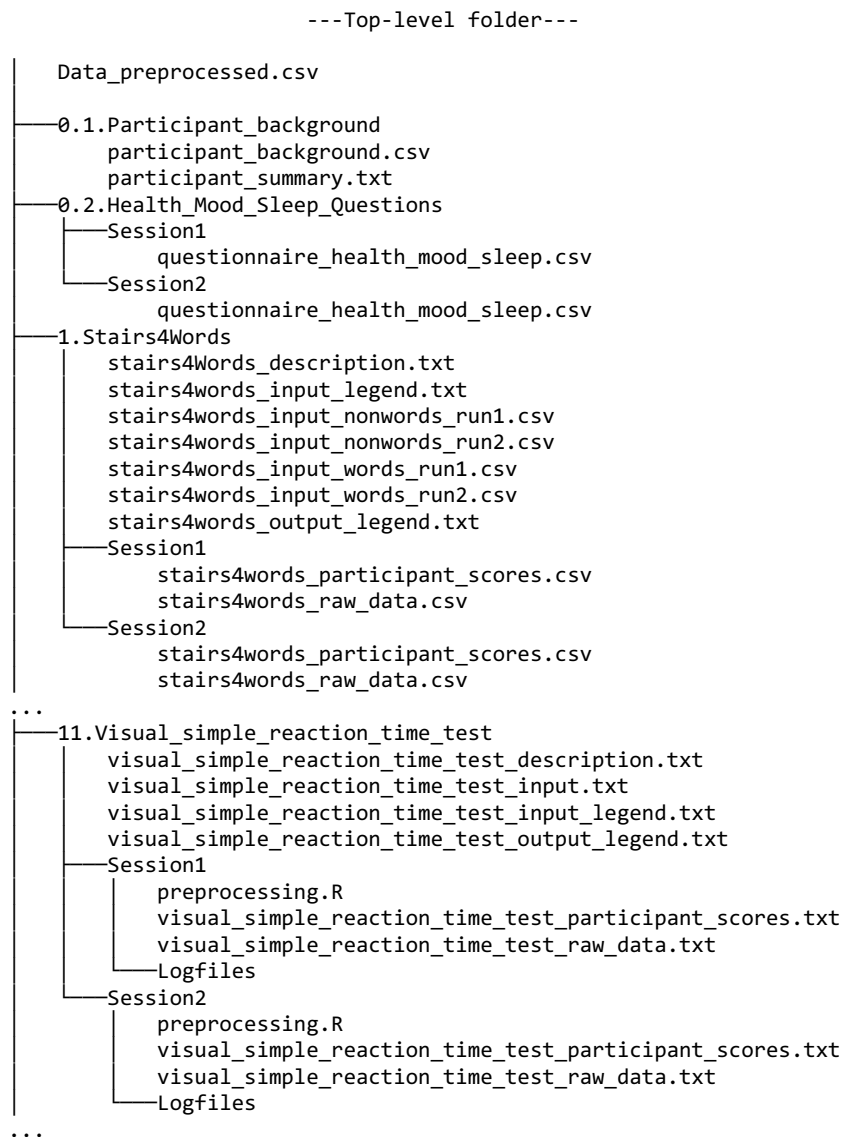 ---Top-level folder---
│   Data_preprocessed.csv
│
├───0.1.Participant_background
│       participant_background.csv
│       participant_summary.txt
├───0.2.Health_Mood_Sleep_Questions
│   ├───Session1
│   │       questionnaire_health_mood_sleep.csv
│   └───Session2
│           questionnaire_health_mood_sleep.csv
├───1.Stairs4Words
│   │   stairs4Words_description.txt
│   │   stairs4words_input_legend.txt
│   │   stairs4words_input_nonwords_run1.csv
│   │   stairs4words_input_nonwords_run2.csv
│   │   stairs4words_input_words_run1.csv
│   │   stairs4words_input_words_run2.csv
│   │   stairs4words_output_legend.txt
│   ├───Session1
│   │       stairs4words_participant_scores.csv
│   │       stairs4words_raw_data.csv
│   └───Session2
│           stairs4words_participant_scores.csv
│           stairs4words_raw_data.csv
...
├───11.Visual_simple_reaction_time_test
│   │   visual_simple_reaction_time_test_description.txt
│   │   visual_simple_reaction_time_test_input.txt
│   │   visual_simple_reaction_time_test_input_legend.txt
│   │   visual_simple_reaction_time_test_output_legend.txt
│   ├───Session1
│   │   │   preprocessing.R
│   │   │   visual_simple_reaction_time_test_participant_scores.txt
│   │   │   visual_simple_reaction_time_test_raw_data.txt
│   │   └───Logfiles
│   └───Session2
│       │   preprocessing.R
│       │   visual_simple_reaction_time_test_participant_scores.txt
│       │   visual_simple_reaction_time_test_raw_data.txt
│       └───Logfiles
...